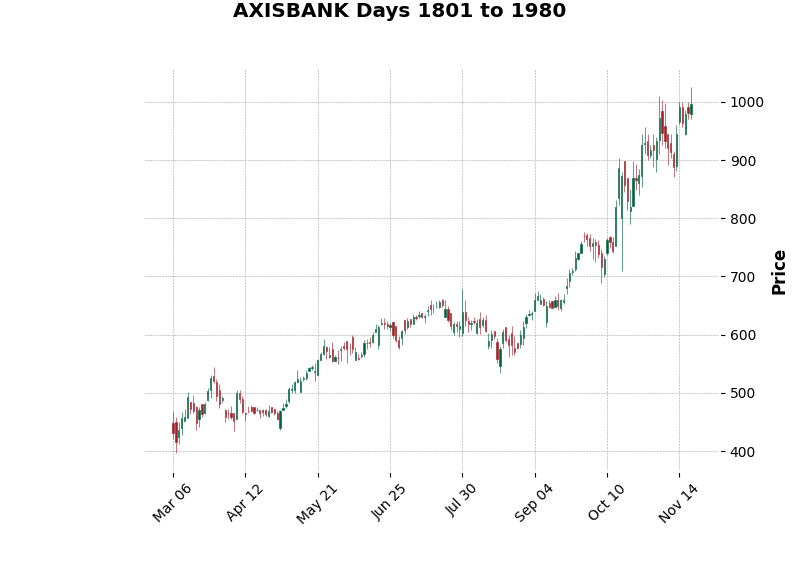 AXISBANK Days 1801 to 1980
1000
900
800
700
600
500
400
Price
Mar 06
Apr 12
May 21
Jun 25
Jul 30
Sep 04
Oct 10
Nov 14